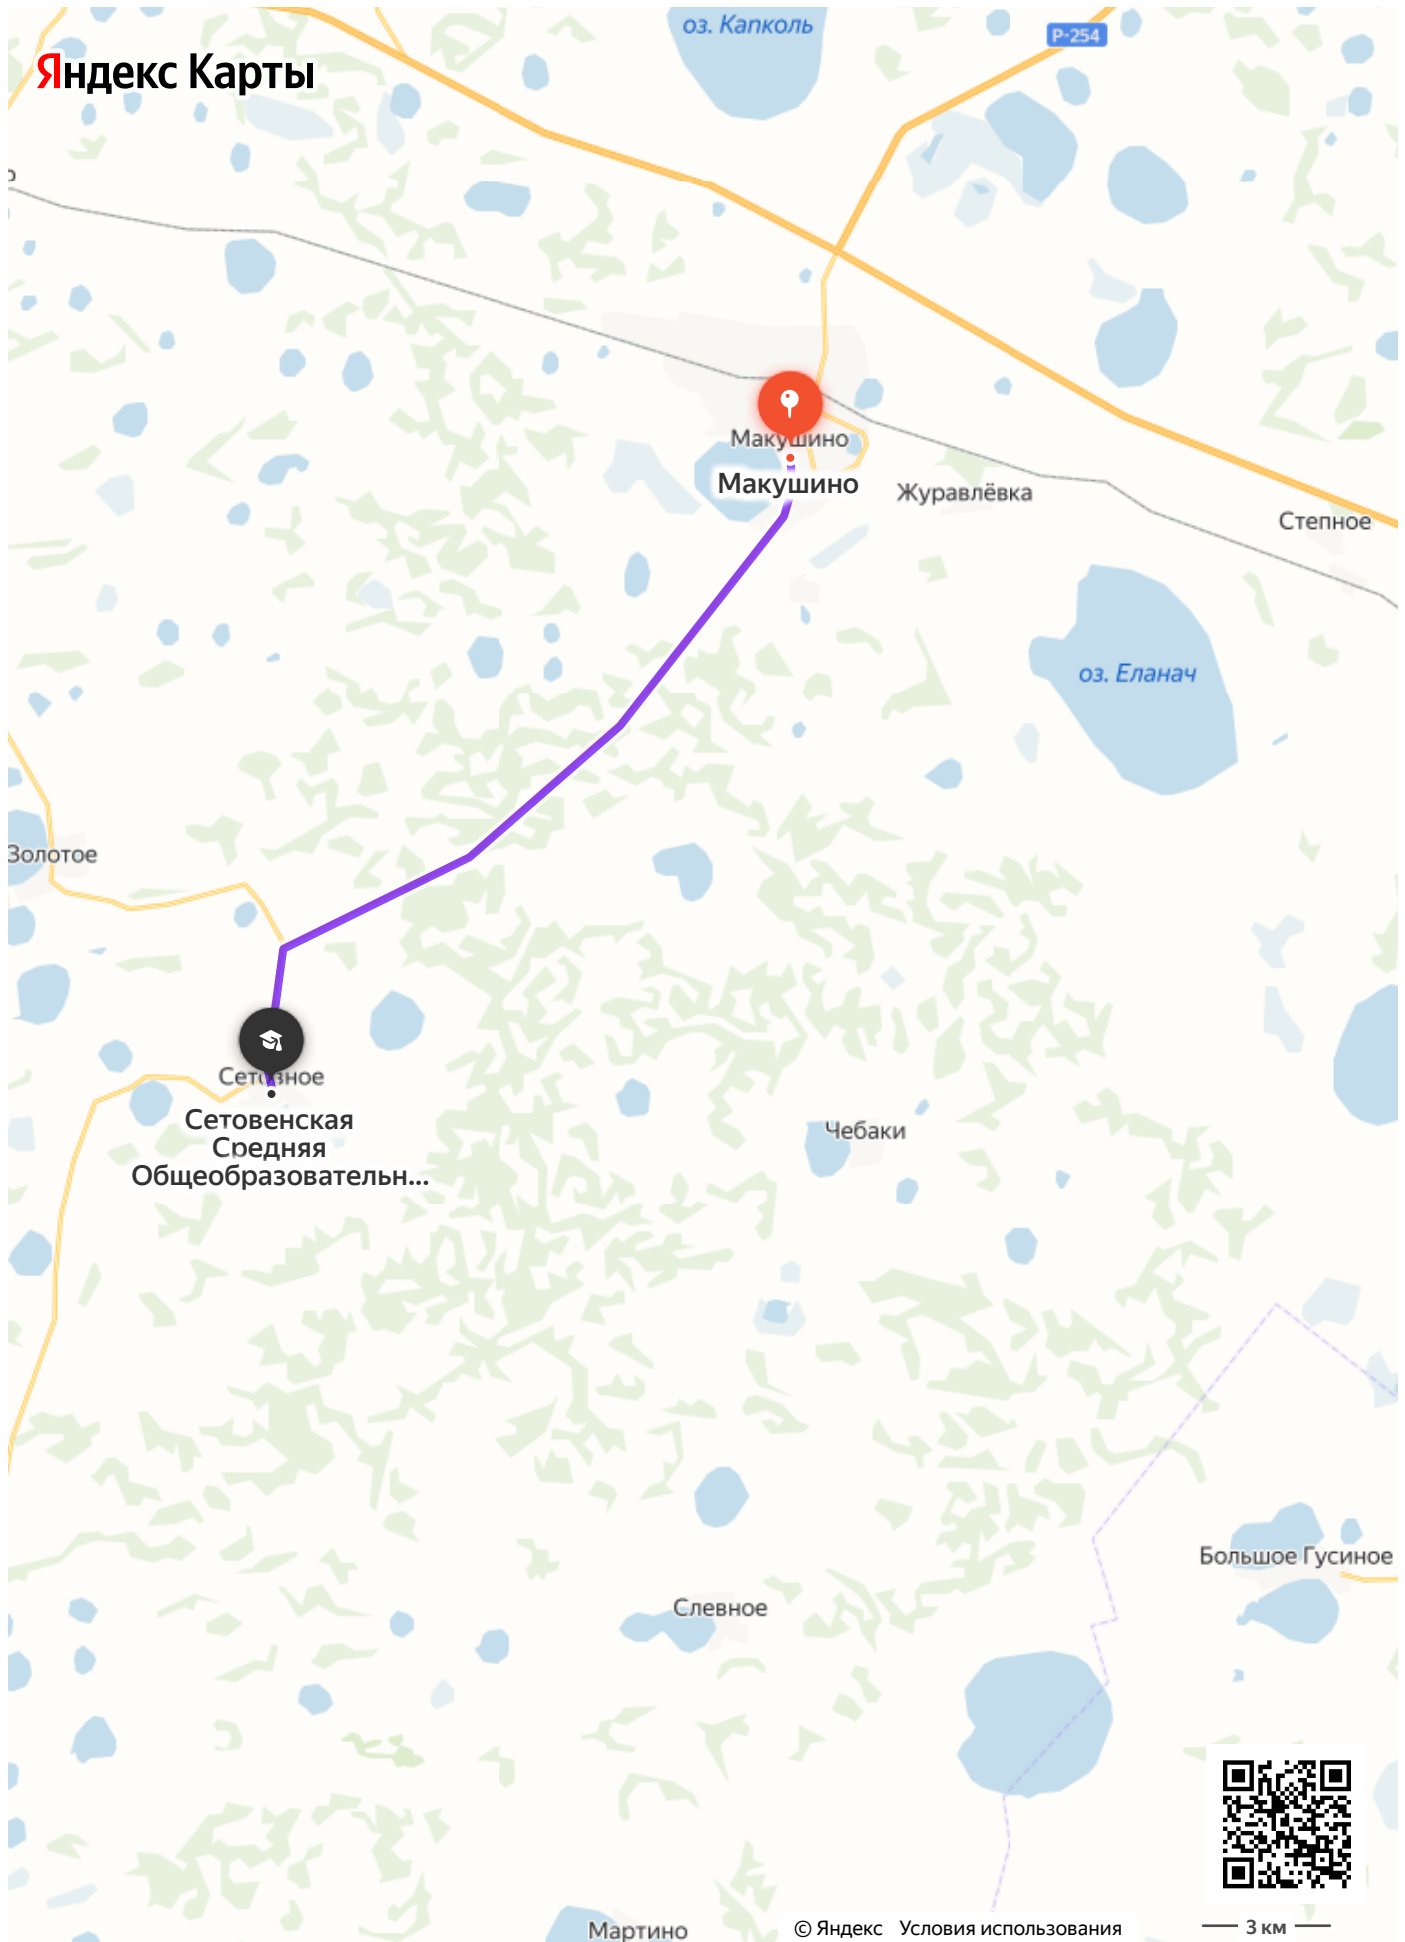 оз. Капколь
Р-254
Яндекс Карты
Макушино
Макушино
Журавлёвка
Степное
оз. Еланач
Золотое
Сетовное
Сетовенская
Средняя
Общеобразовательн...
Чебаки
Большое Гусиное
Слевное
Мартино
© Яндекс Условия использования
3 км